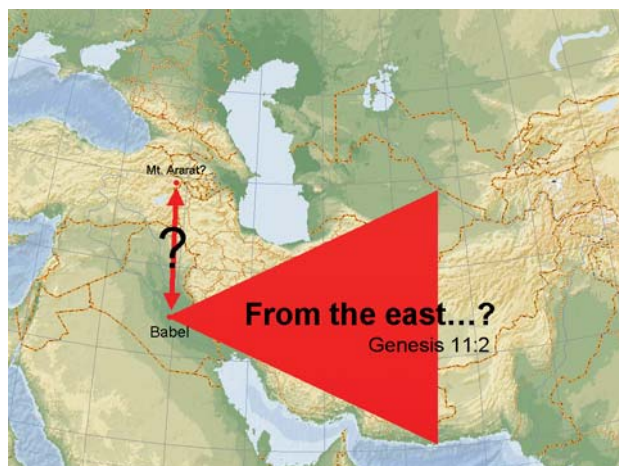 Mt. Ararat?
?
Babel
From the east...?
Genesis 11:2